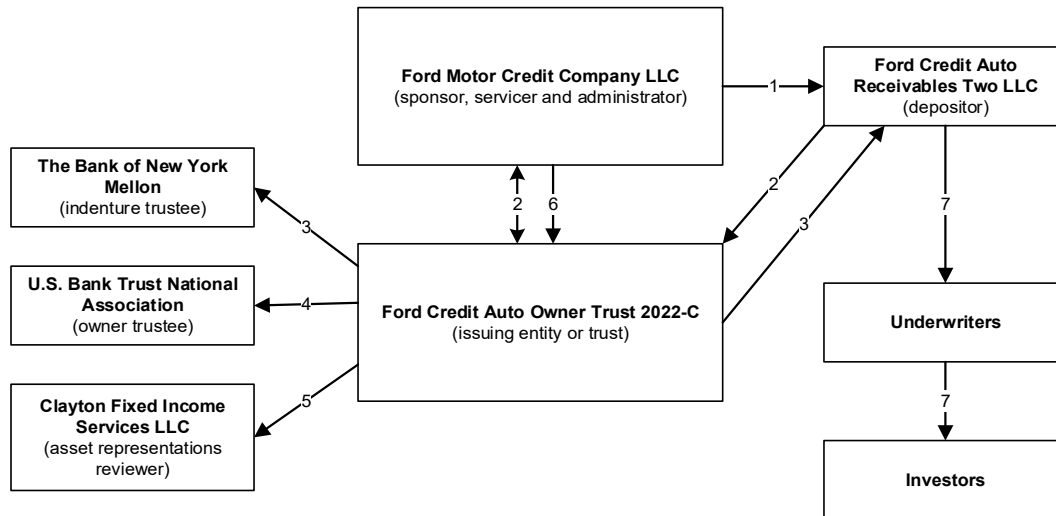 Ford Motor Credit Company LLC
(sponsor, servicer and administrator)
1
Ford Credit Auto
Receivables Two LLC
(depositor)
The Bank of New York
Mellon
(indenture trustee)
2
6
2
3
7
3
U.S. Bank Trust National
Association
(owner trustee)
4
Ford Credit Auto Owner Trust 2022-C
(issuing entity or trust)
Underwriters
Clayton Fixed Income
Services LLC
(asset representations
reviewer)
5
7
Investors